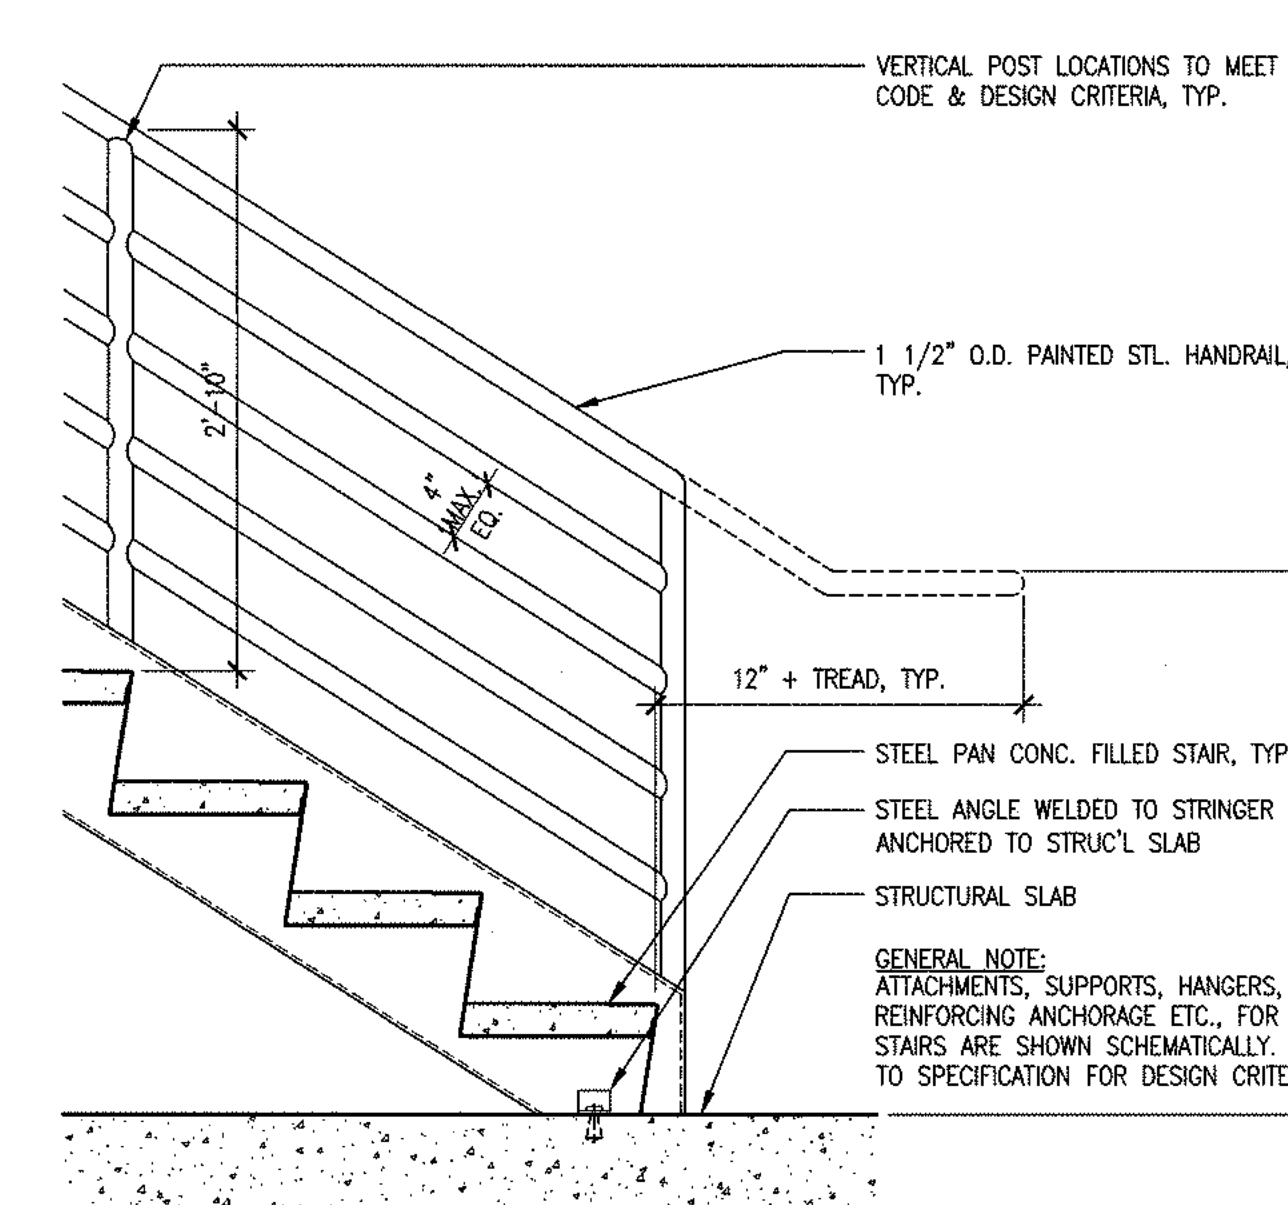 VERTICAL POST LOCATIONS TO MEET
CODE & DESIGN CRITERIA, TYP.
2'-10"
1 1/2" O.D. PAINTED STL. HANDRAIL,
TYP.
4"
MAX.
EQ.
12" + TREAD, TYP.
STEEL PAN CONC. FILLED STAIR, TYP
STEEL ANGLE WELDED TO STRINGER
ANCHORED TO STRUC'L SLAB
STRUCTURAL SLAB
GENERAL NOTE:
ATTACHMENTS, SUPPORTS, HANGERS,
REINFORCING ANCHORAGE ETC., FOR
STAIRS ARE SHOWN SCHEMATICALLY.
TO SPECIFICATION FOR DESIGN CRITE